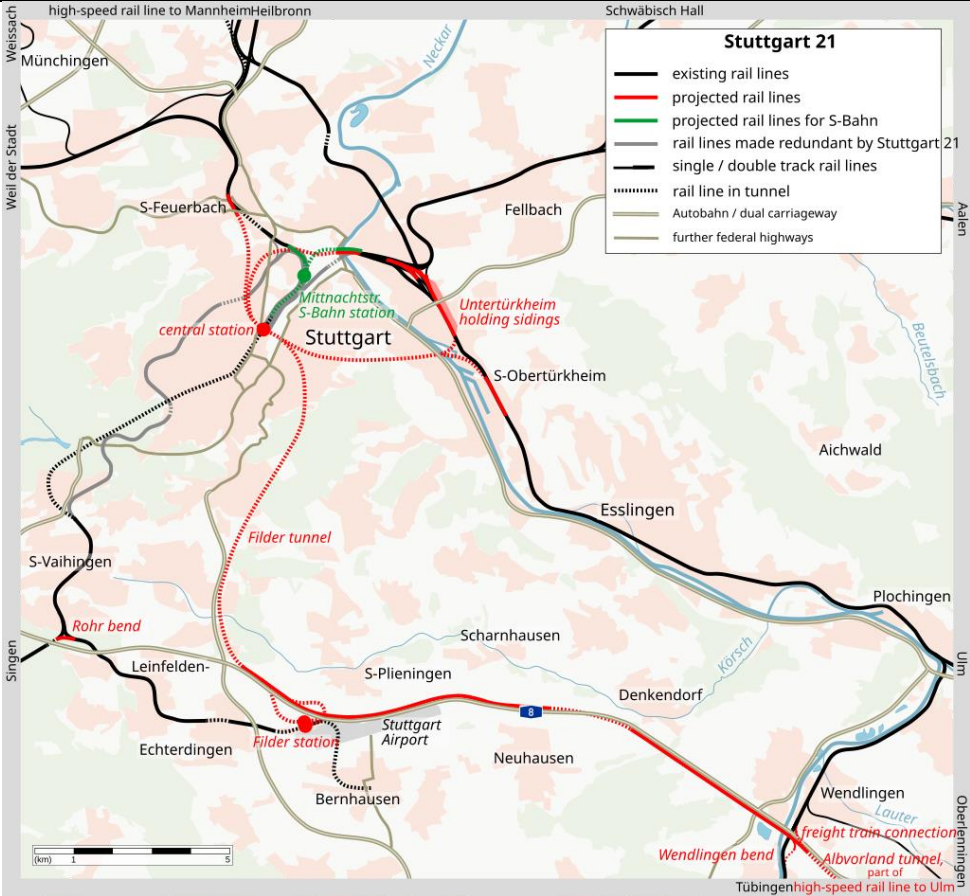 high-speed rail line to Mannheim
Heilbronn
Schwäbisch Hall
Weissach
Weil der Stadt
Singen
Aalen
Ulm
Oberlenningen
Stuttgart 21
existing rail lines
projected rail lines
projected rail lines for S-Bahn
rail lines made redundant by Stuttgart 21
single / double track rail lines
rail line in tunnel
Autobahn / dual carriageway
further federal highways
Münchingen
Neckar
S-Feuerbach
Fellbach
Mittnachtstr.
S-Bahn station
Untertürkheim
holding sidings
central station
Stuttgart
S-Obertürkheim
Beutelsbach
Aichwald
Esslingen
Filder tunnel
S-Vaihingen
Plochingen
Rohr bend
Scharnhausen
Körsch
Leinfelden-
S-Plieningen
Denkendorf
8
Stuttgart
Airport
Filder station
Echterdingen
Neuhausen
Bernhausen
Wendlingen
Lauter
freight train connection
Wendlingen bend
Albvorland tunnel,
part of
(km) 1 5
Tübingen
high-speed rail line to Ulm